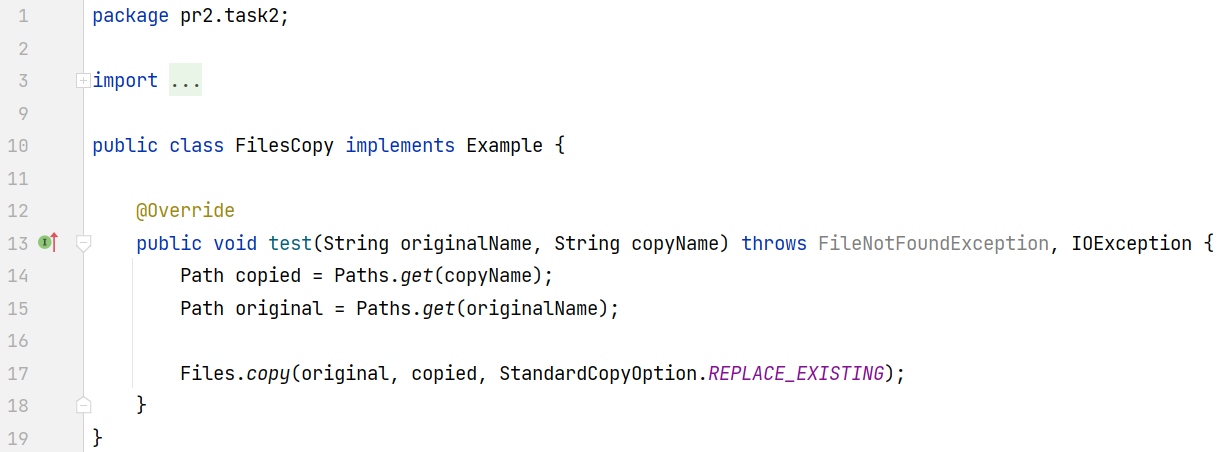 1 package pr2.task2;
2
3 import ...
9
10 public class FilesCopy implements Example {
11
12 @Override
13 public void test(String originalName, String copyName) throws FileNotFoundException, IOException {
14 Path copied = Paths.get(copyName);
15 Path original = Paths.get(originalName);
16
17 Files.copy(original, copied, StandardCopyOption.REPLACE_EXISTING);
18 }
19 }